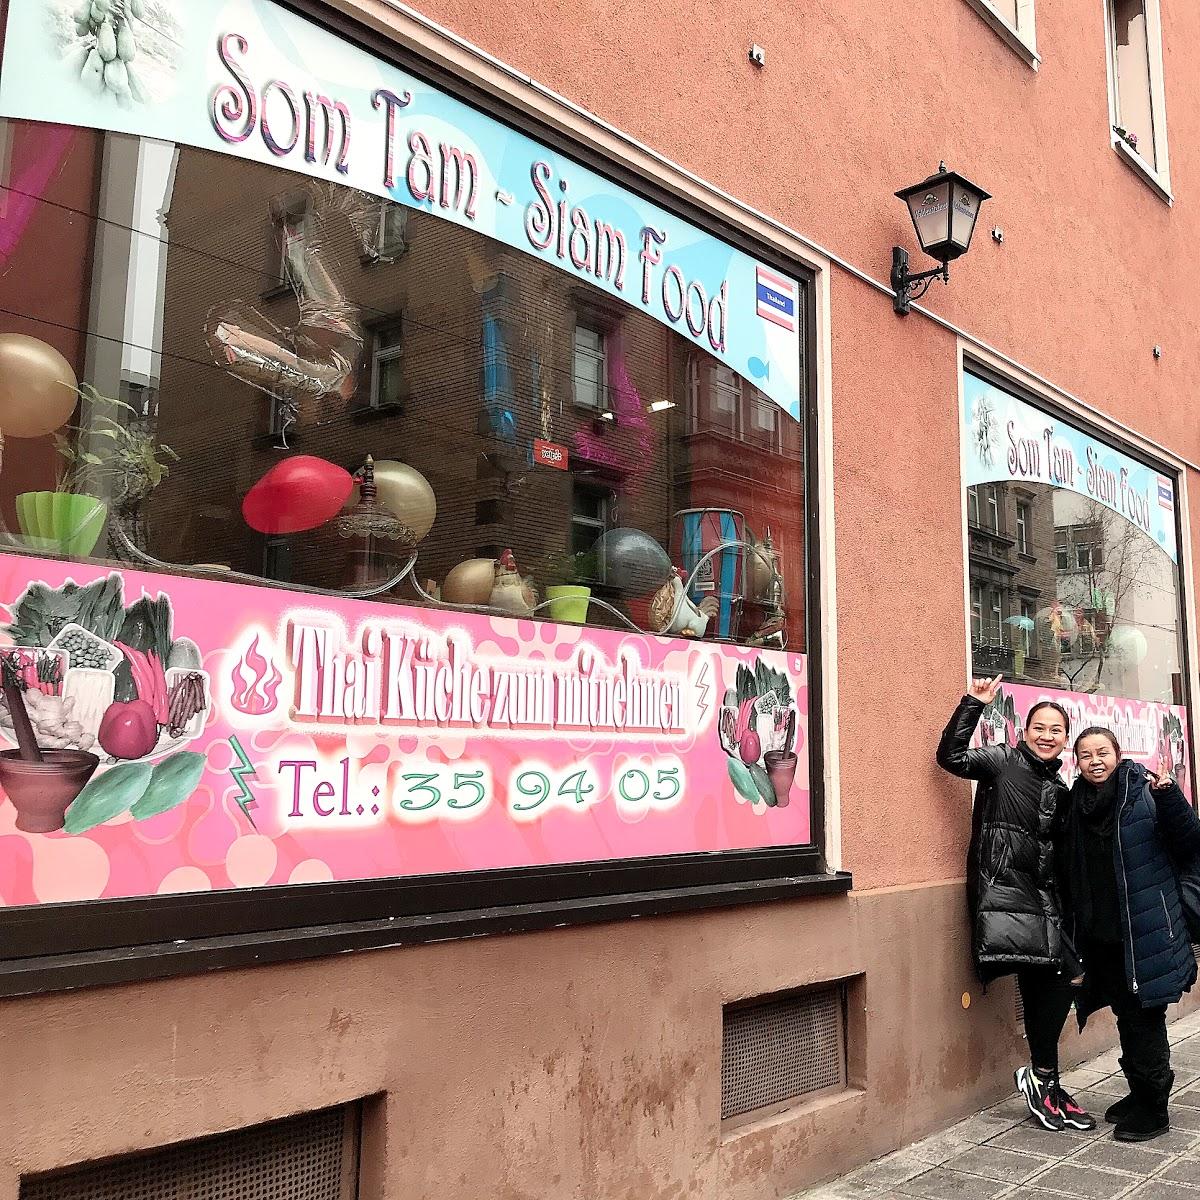 Som Tam ~ Siam Food
Thailand
Thai Küche zum mitnehmen
Tel.: 35 94 05
Som Tam ~ Siam Food